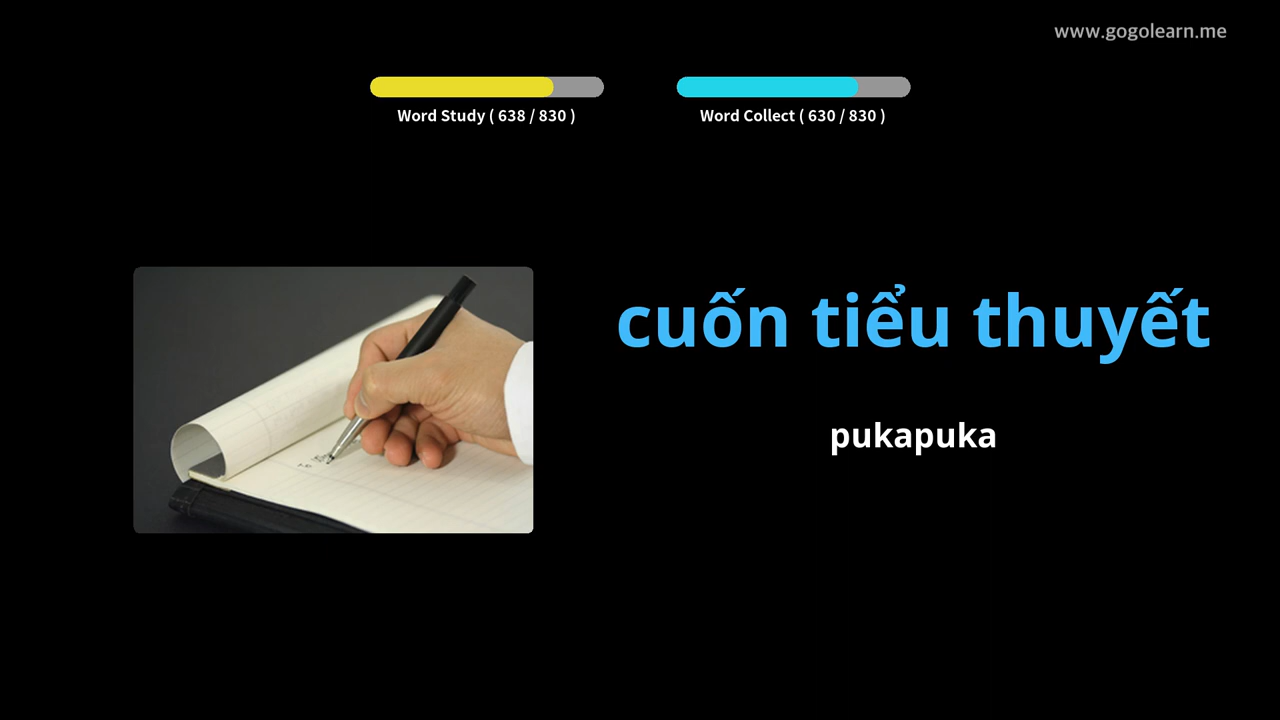 www.gogolearn.me
Word Study ( 638 / 830 )
Word Collect ( 630 / 830 )
cuốn tiểu thuyết
pukapuka